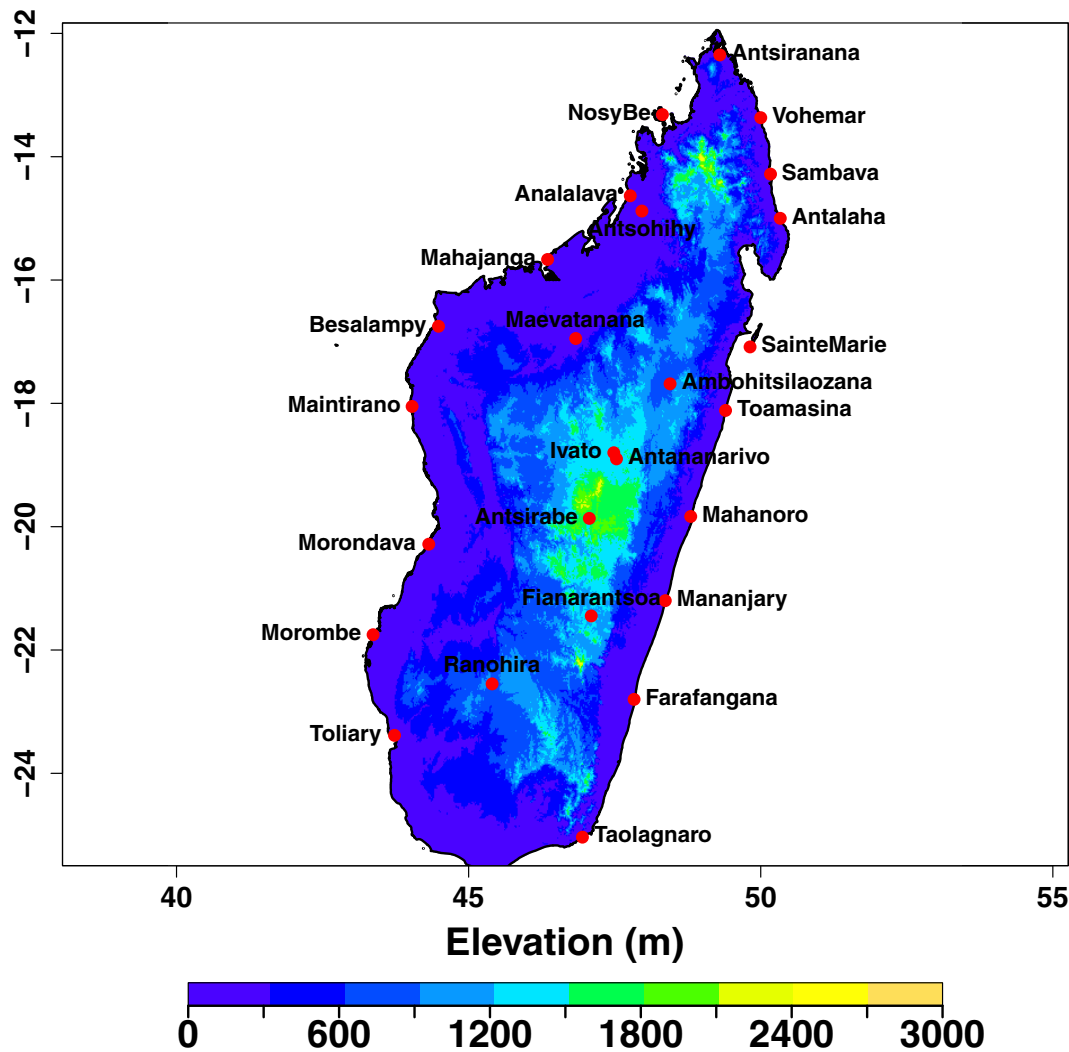 −12
Antsiranana
NosyBe
Vohemar
−14
Sambava
Analalava
Antalaha
Antsohihy
Mahajanga
−16
Besalampy
Maevatanana
SainteMarie
Ambohitsilaozana
−18
Maintirano
Toamasina
Ivato
Antananarivo
Antsirabe
Mahanoro
−20
Morondava
Fianarantsoa
Mananjary
Morombe
−22
Ranohira
Farafangana
Toliary
−24
Taolagnaro
40 45 50 55
Elevation (m)
0 600 1200 1800 2400 3000